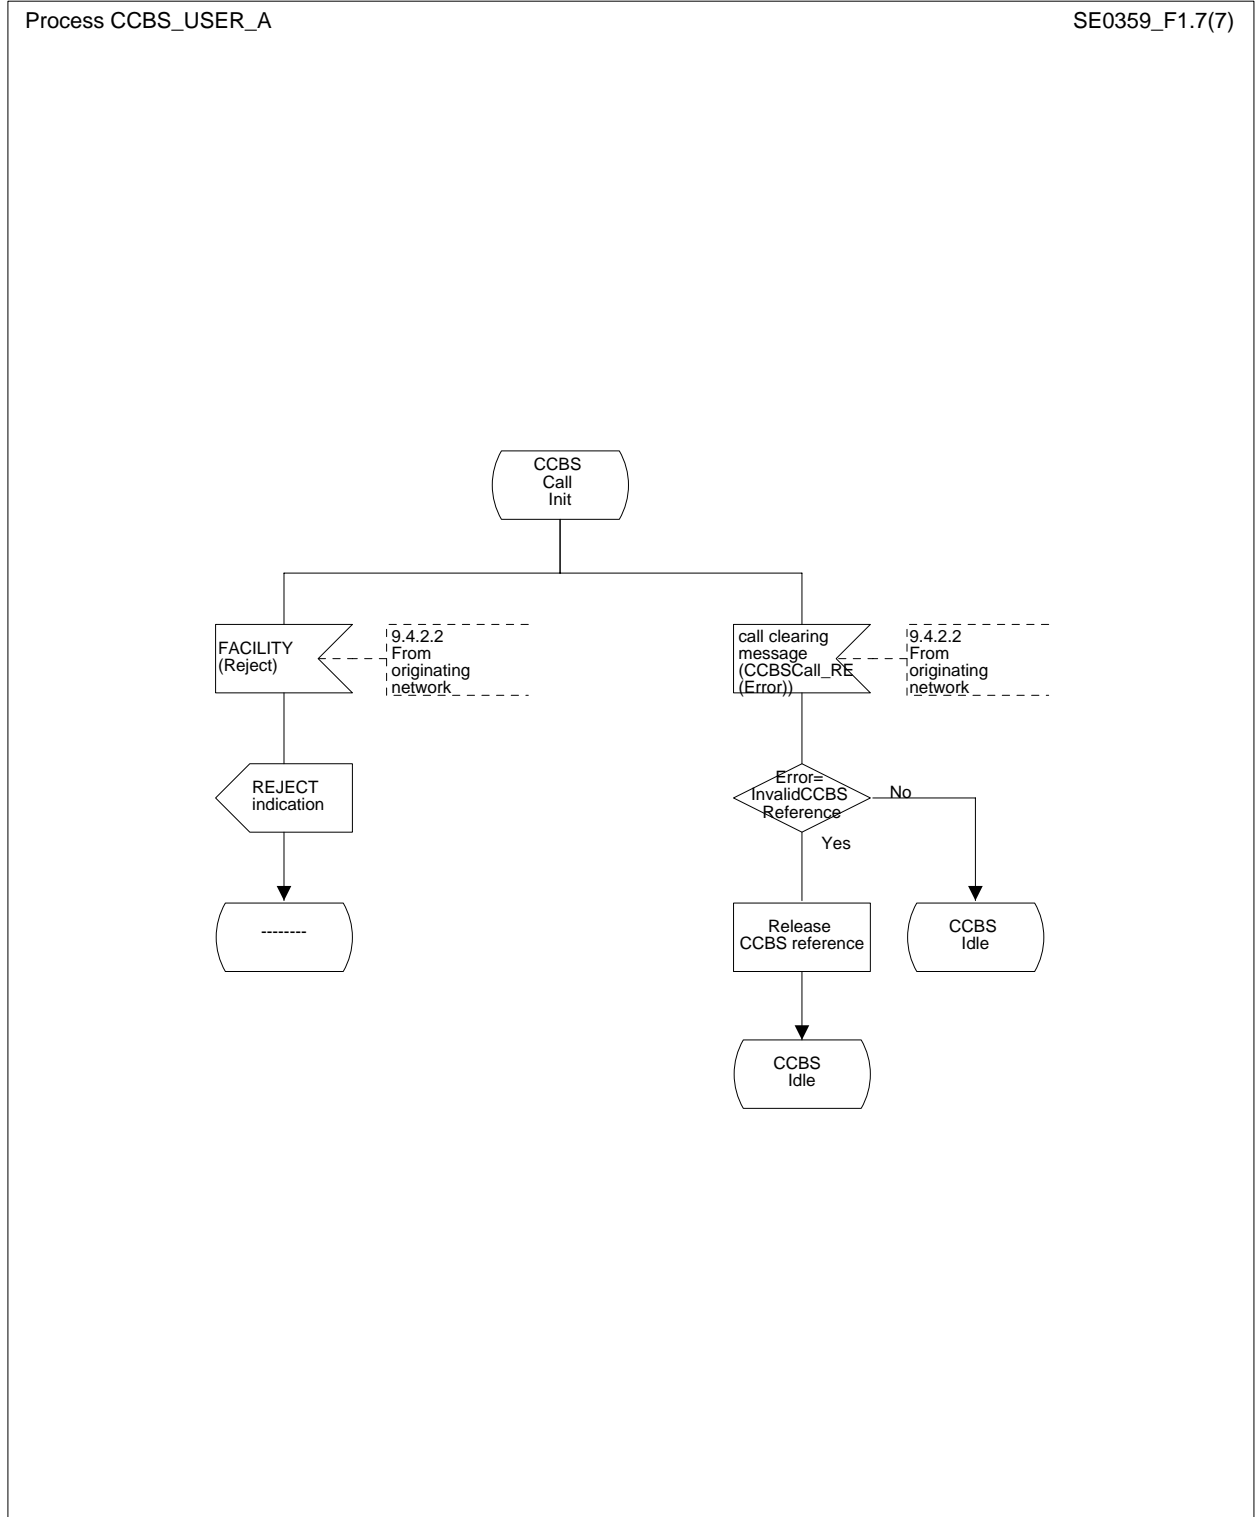 Process CCBS_USER_A
SE0359_F1.7(7)
CCBS
Call
Init
FACILITY
(Reject)
9.4.2.2
From
originating
network
call clearing
message
(CCBSCall_RE
(Error))
9.4.2.2
From
originating
network
REJECT
indication
Error=
InvalidCCBS
Reference
No
Yes
--------
Release
CCBS reference
CCBS
Idle
CCBS
Idle